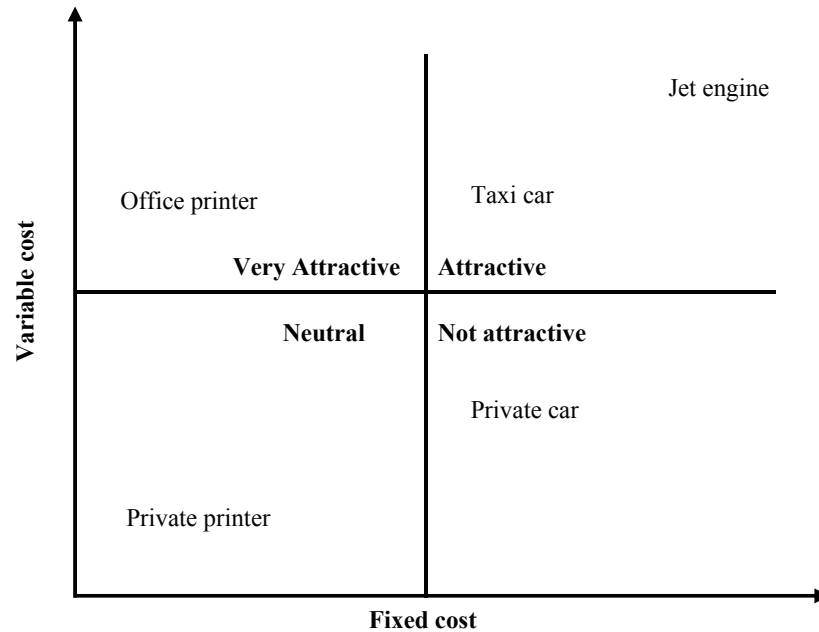 Jet engine
Office printer
Taxi car
Variable cost
Very Attractive
Attractive
Neutral
Not attractive
Private car
Private printer
Fixed cost